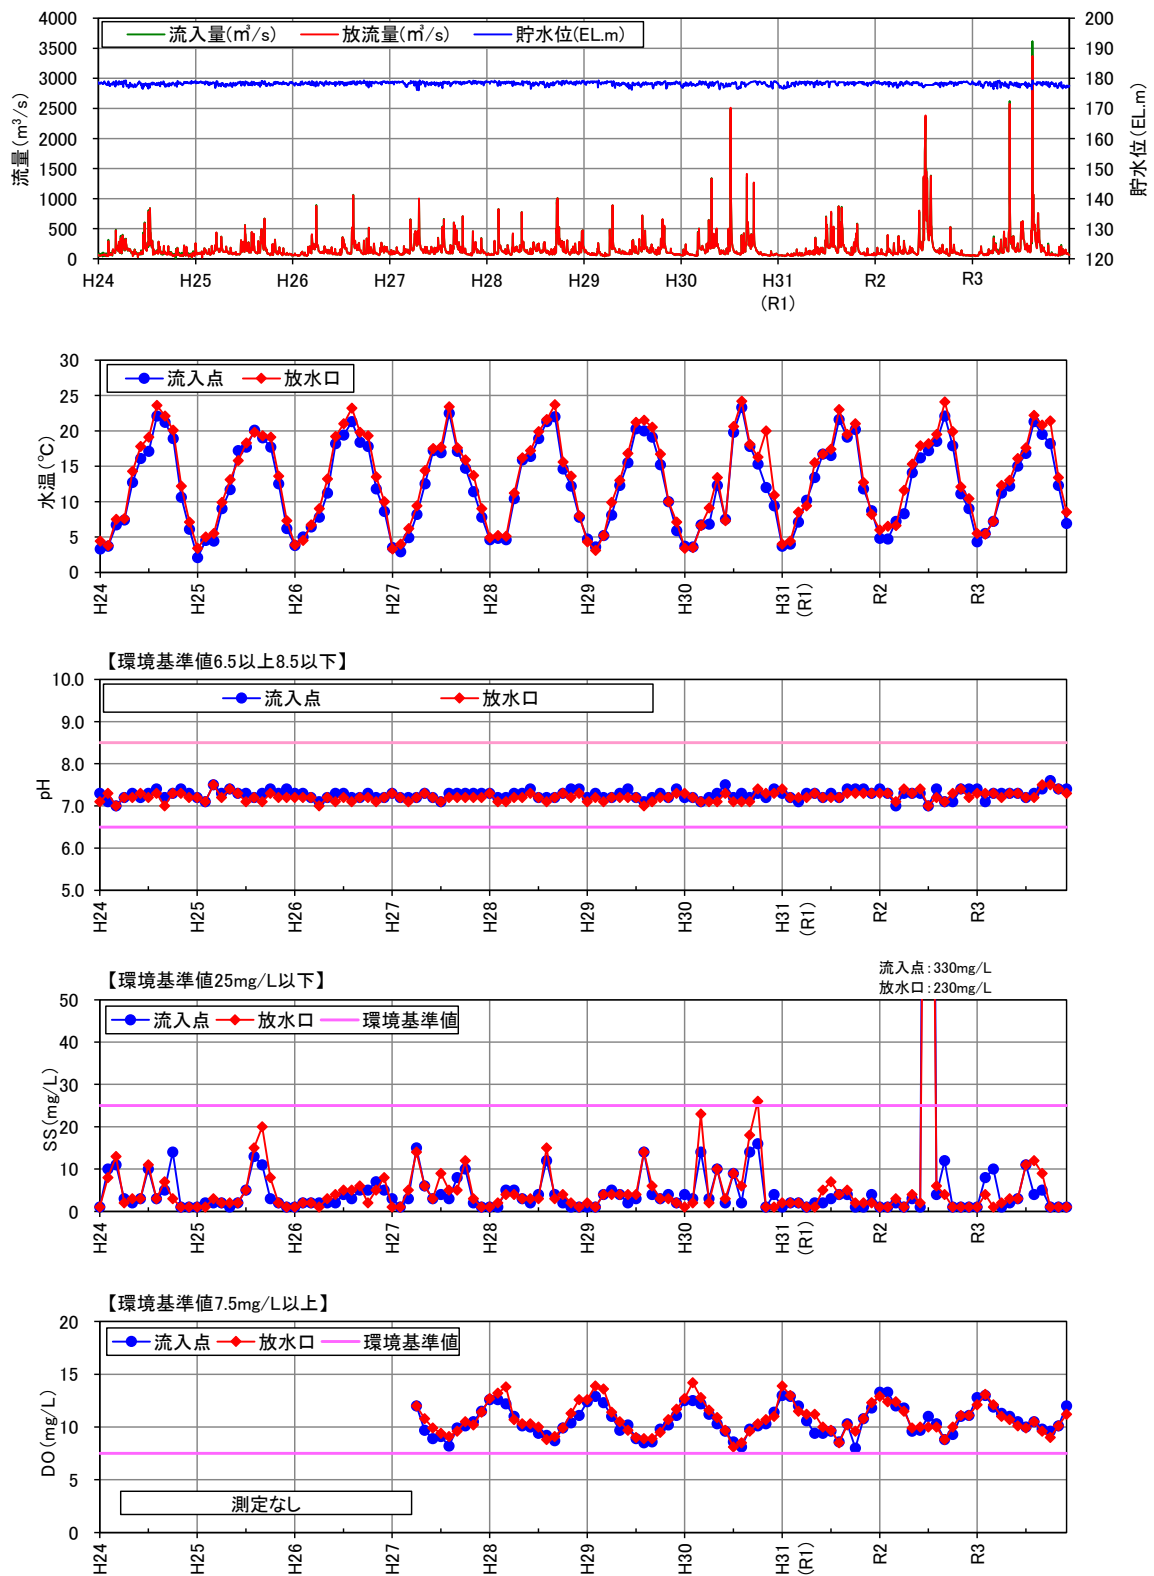 流入量(㎥/s) 放流量(㎥/s) 貯水位(EL.m)
4000 3500 3000 2500 2000 1500 1000 500 0
流量(m³/s)
200 190 180 170 160 150 140 130 120
貯水位(EL.m)
H24 H25 H26 H27 H28 H29 H30 H31 R2 R3
(R1)
流入点 放水口
30 25 20 15 10 5 0
水温(℃)
H24 H25 H26 H27 H28 H29 H30 H31 (R1) R2 R3
【環境基準値6.5以上8.5以下】
流入点 放水口
10.0 9.0 8.0 7.0 6.0 5.0
pH
H24 H25 H26 H27 H28 H29 H30 H31 (R1) R2 R3
【環境基準値25mg/L以下】
流入点:330mg/L
放水口:230mg/L
流入点 放水口 環境基準値
50 40 30 20 10 0
SS(mg/L)
H24 H25 H26 H27 H28 H29 H30 H31 (R1) R2 R3
【環境基準値7.5mg/L以上】
流入点 放水口 環境基準値
20 15 10 5 0
DO(mg/L)
測定なし
H24 H25 H26 H27 H28 H29 H30 H31 (R1) R2 R3